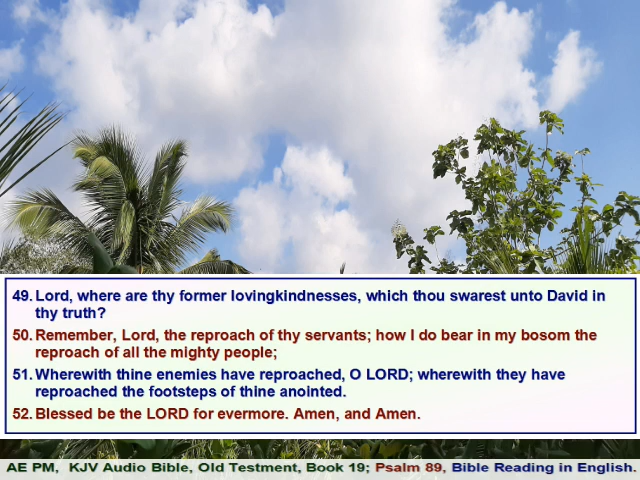 49. Lord, where are thy former lovingkindnesses, which thou swarest unto David in
thy truth?
50. Remember, Lord, the reproach of thy servants; how I do bear in my bosom the
reproach of all the mighty people;
51. Wherewith thine enemies have reproached, O LORD; wherewith they have
reproached the footsteps of thine anointed.
52. Blessed be the LORD for evermore. Amen, and Amen.
AE PM, KJV Audio Bible, Old Testment, Book 19; Psalm 89, Bible Reading in English.